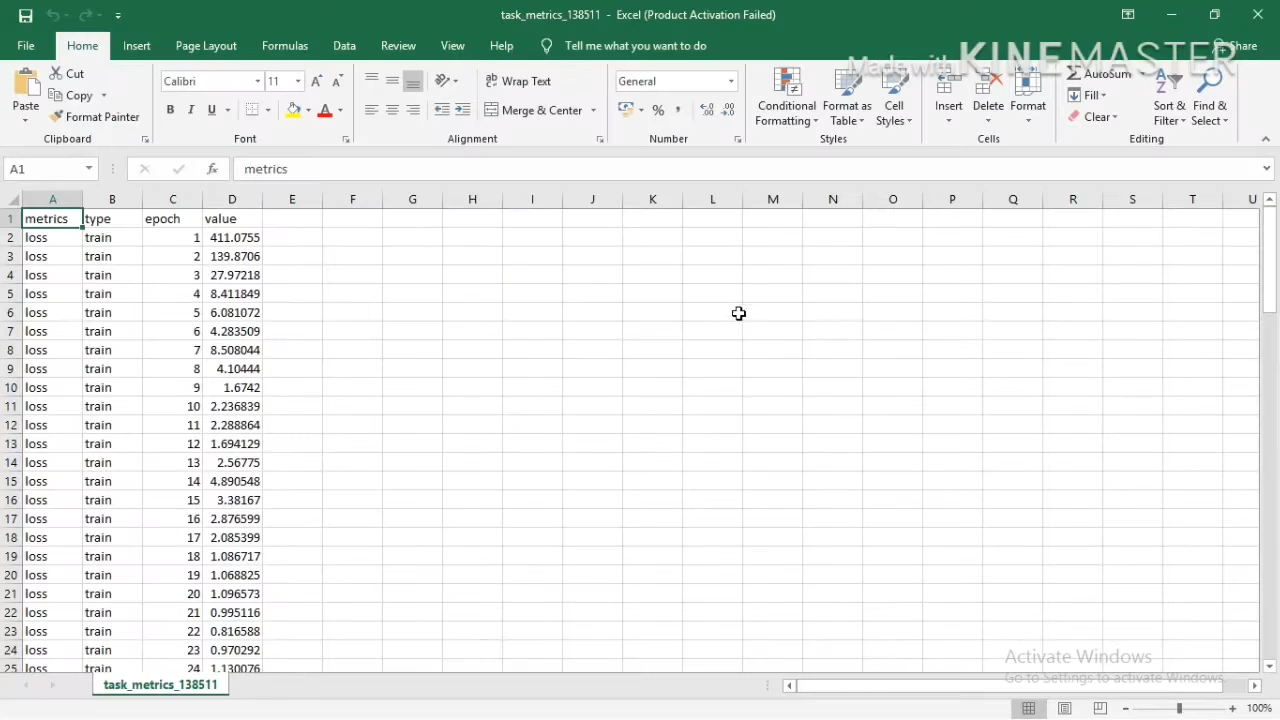 task_metrics_138511 - Excel (Product Activation Failed)
File Home Insert Page Layout Formulas Data Review View Help Tell me what you want to do Share
Made with KINEMASTER
Paste
Cut
Copy
Format Painter
Clipboard
Calibri 11
B I U
Font
Wrap Text
Merge & Center
Alignment
General
Number
Conditional Formatting
Format as Table
Cell Styles
Styles
Insert Delete Format
Cells
AutoSum
Fill
Clear
Sort & Filter
Find & Select
Editing
A1 fx metrics
A B C D E F G H I J K L M N O P Q R S T U
1 metrics type epoch value
2 loss train 1 411.0755
3 loss train 2 139.8706
4 loss train 3 27.97218
5 loss train 4 8.411849
6 loss train 5 6.081072
7 loss train 6 4.283509
8 loss train 7 8.508044
9 loss train 8 4.10444
10 loss train 9 1.6742
11 loss train 10 2.236839
12 loss train 11 2.288864
13 loss train 12 1.694129
14 loss train 13 2.56775
15 loss train 14 4.890548
16 loss train 15 3.38167
17 loss train 16 2.876599
18 loss train 17 2.085399
19 loss train 18 1.086717
20 loss train 19 1.068825
21 loss train 20 1.096573
22 loss train 21 0.995116
23 loss train 22 0.816588
24 loss train 23 0.970292
25 loss train 24 1.130076
Activate Windows
Go to Settings to activate Windows.
task_metrics_138511
100%